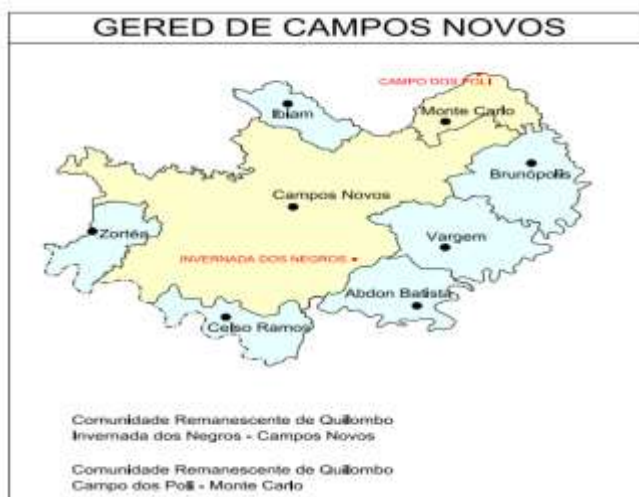 GERED DE CAMPOS NOVOS
CAMPO DOS POLI
Ibiam
Monte Carlo
Brunópolis
Campos Novos
Zortéa
Vargem
INVERNADA DOS NEGROS
Abdon Batista
Celso Ramos
Comunidade Remanescente de Quilombo
Invernada dos Negros - Campos Novos
Comunidade Remanescente de Quilombo
Campo dos Poli - Monte Carlo